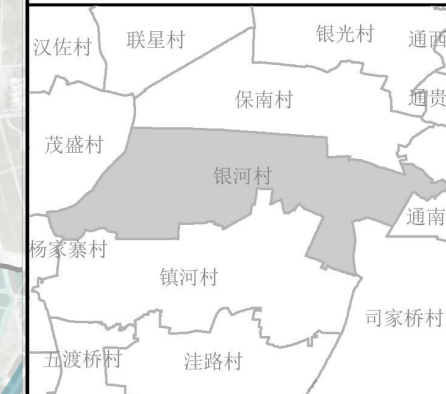 汉佐村
联星村
银光村
通西
保南村
通贵
茂盛村
银河村
通南
杨家寨村
镇河村
司家桥村
五渡桥村
洼路村